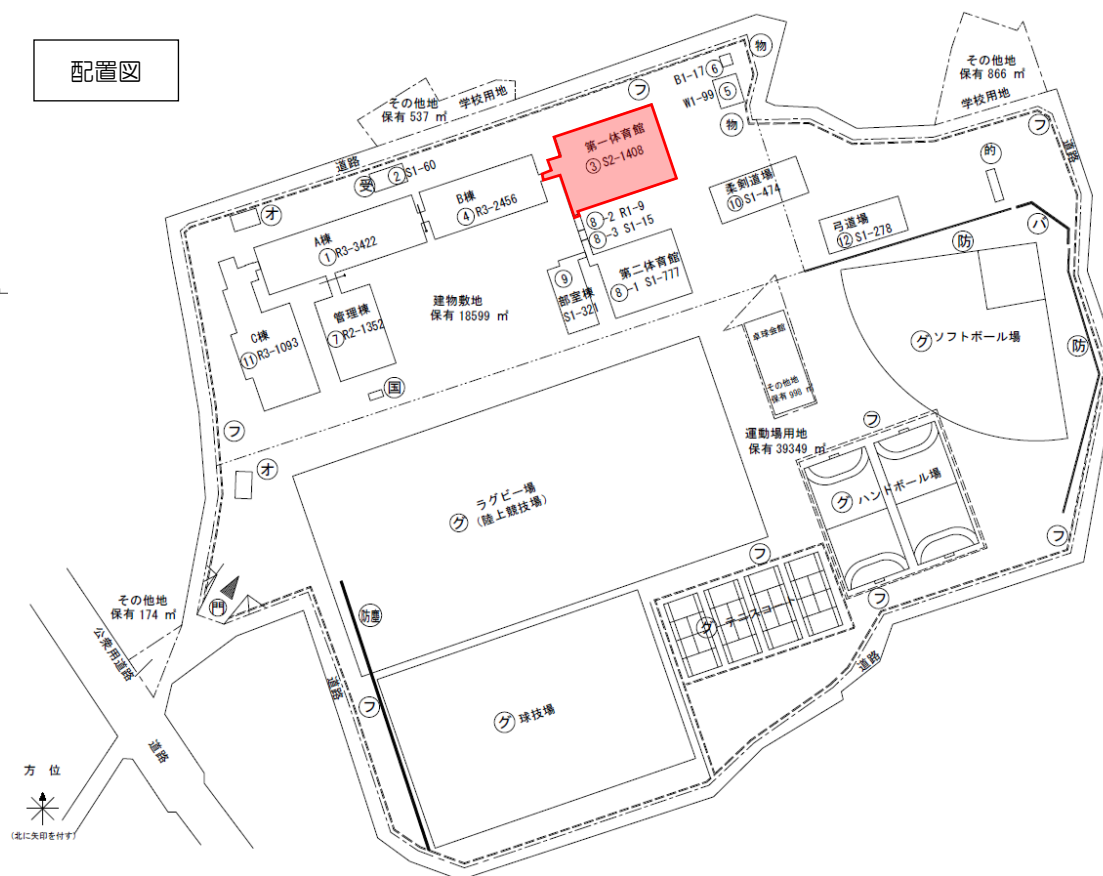 配置図
その他地
保有 537 ㎡
学校用地
道路
フ
物
B1-17 ⑥
W1-99 ⑤
物
その他地
保有 866 ㎡
学校用地
フ
道路
受
② S1-60
オ
B棟
④ R3-2456
第一体育館
③ S2-1408
柔剣道場
⑩ S1-474
的
弓道場
⑫ S1-278
防
バ
A棟
① R3-3422
⑧-2 R1-9
⑧-3 S1-15
第二体育館
⑧-1 S1-777
⑨
部室棟
S1-321
建物敷地
保有 18599 ㎡
管理棟
⑦ R2-1352
C棟
⑪ R3-1093
国
卓球会館
その他地
保有 998 ㎡
グ ソフトボール場
防
運動場用地
保有 39349 ㎡
フ
フ
オ
ラグビー場
グ (陸上競技場)
グ ハンドボール場
フ
フ
フ
グ テニスコート
その他地
保有 174 ㎡
門
公衆用道路
道路
防塵
道路
フ
グ 球技場
道路
方 位
(北に矢印を付す)